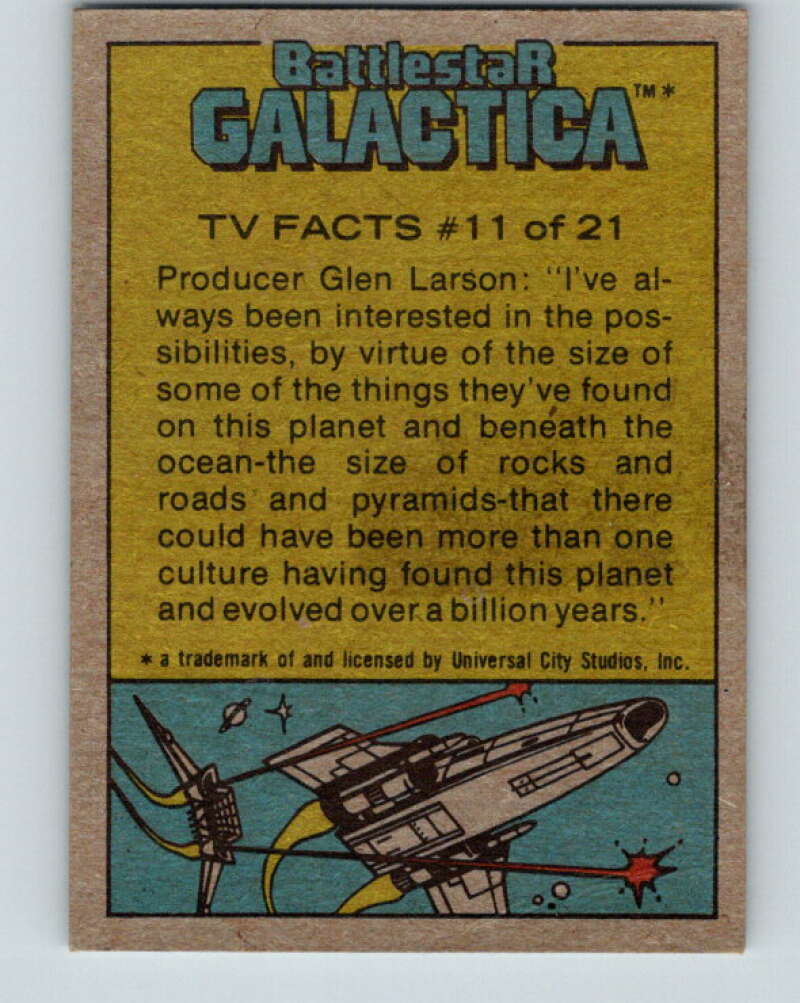 BattlestaR
GALACTICA™*
TV FACTS #11 of 21
Producer Glen Larson: "I've al-
ways been interested in the pos-
sibilities, by virtue of the size of
some of the things they've found
on this planet and beneath the
ocean-the size of rocks and
roads and pyramids-that there
could have been more than one
culture having found this planet
and evolved over a billion years."
* a trademark of and licensed by Universal City Studios, Inc.